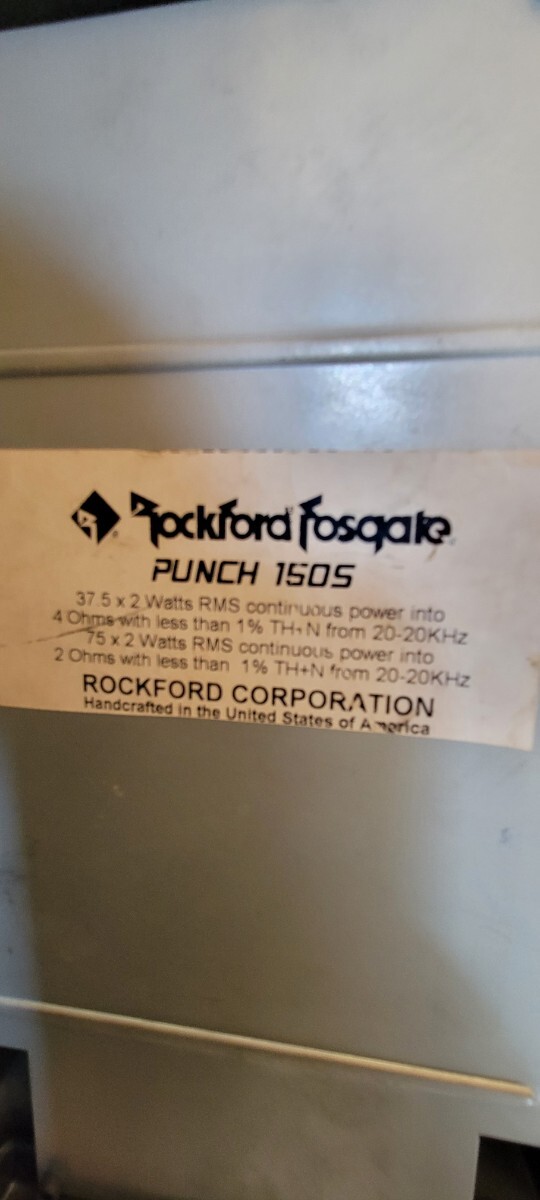 Rockford Fosgate
PUNCH 150S
37.5 x 2 Watts RMS continuous power into
4 Ohms with less than 1% TH+N from 20-20KHz
75 x 2 Watts RMS continuous power into
2 Ohms with less than 1% TH+N from 20-20KHz
ROCKFORD CORPORATION
Handcrafted in the United States of America